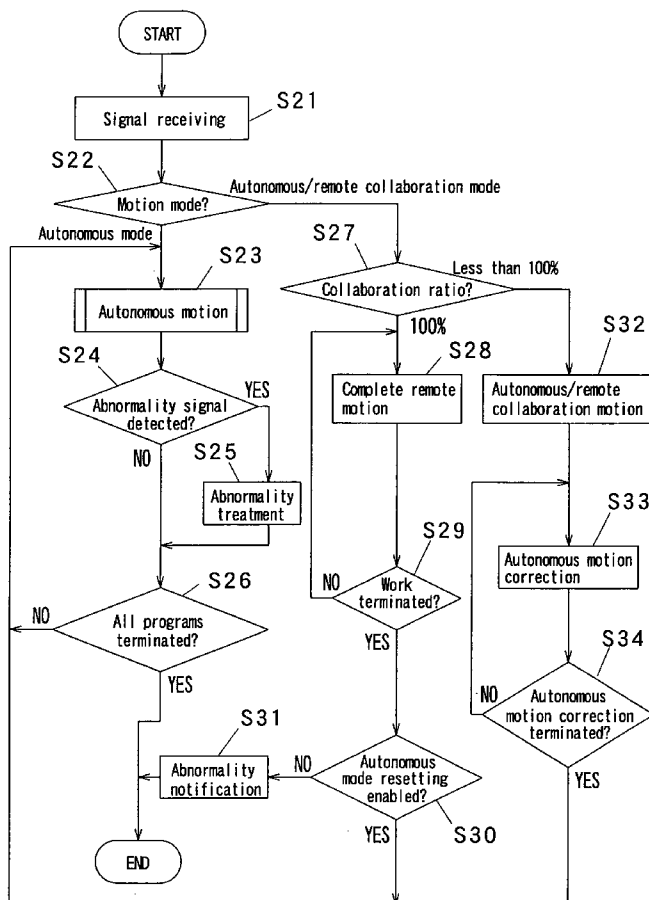 START
S21
Signal receiving
S22
Autonomous/remote collaboration mode
Motion mode?
Autonomous mode
S27
S23
Less than 100%
Collaboration ratio?
Autonomous motion
100%
S32
S28
S24
YES
Complete remote
motion
Autonomous/remote
collaboration motion
Abnormality signal
detected?
NO
S25
Abnormality
treatment
S33
S29
Autonomous motion
correction
S26
NO
Work
terminated?
NO
All programs
terminated?
YES
S34
YES
NO
Autonomous
motion correction
terminated?
S31
Abnormality
notification
NO
Autonomous
mode resetting
enabled?
YES
YES
S30
END